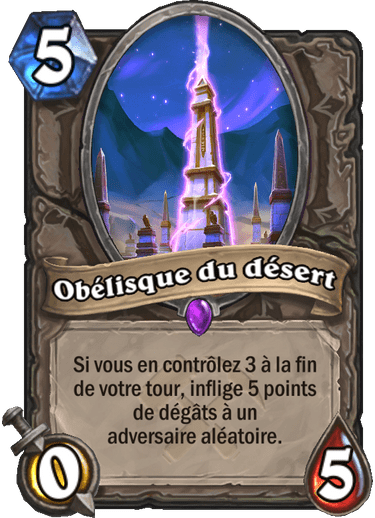 5
Obélisque du désert
Si vous en contrôlez 3 à la fin
de votre tour, inflige 5 points
de dégâts à un
adversaire aléatoire.
0
5